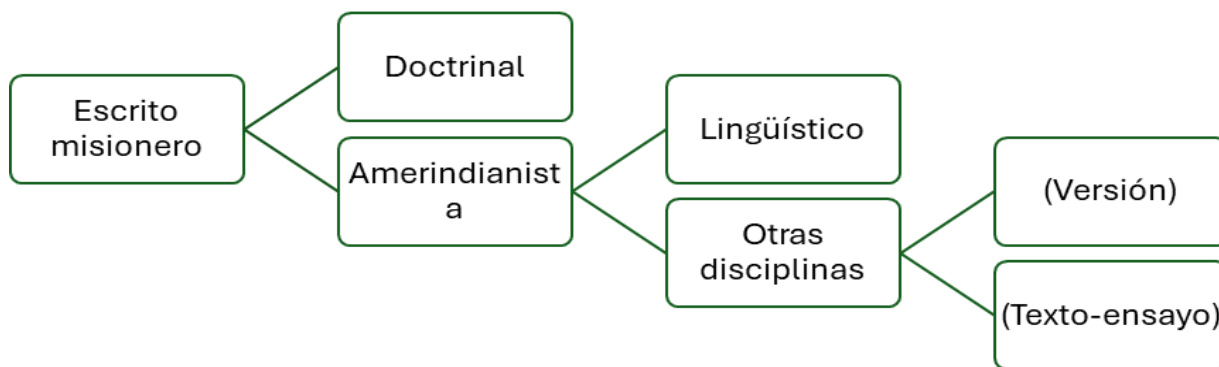 Escrito
misionero
Doctrinal
Amerindianist
a
Lingüístico
Otras
disciplinas
(Versión)
(Texto-ensayo)